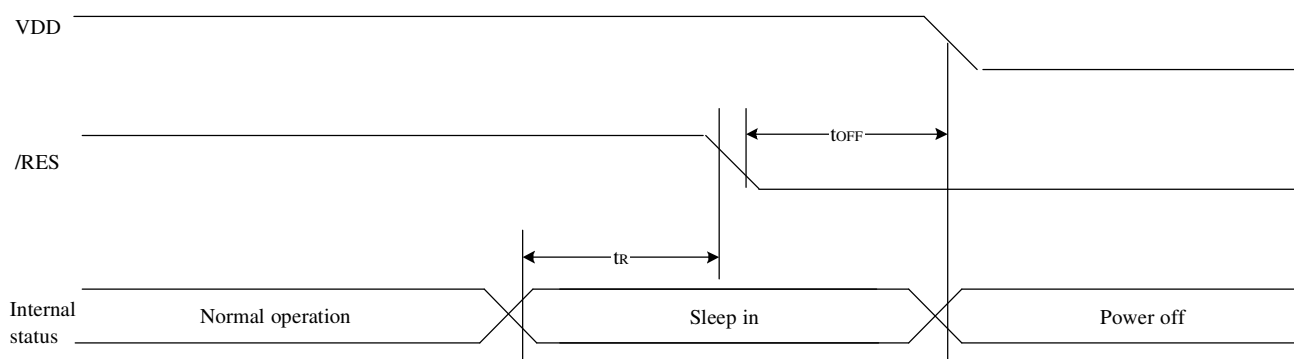 VDD
tOFF
/RES
tR
Internal
status
Normal operation
Sleep in
Power off